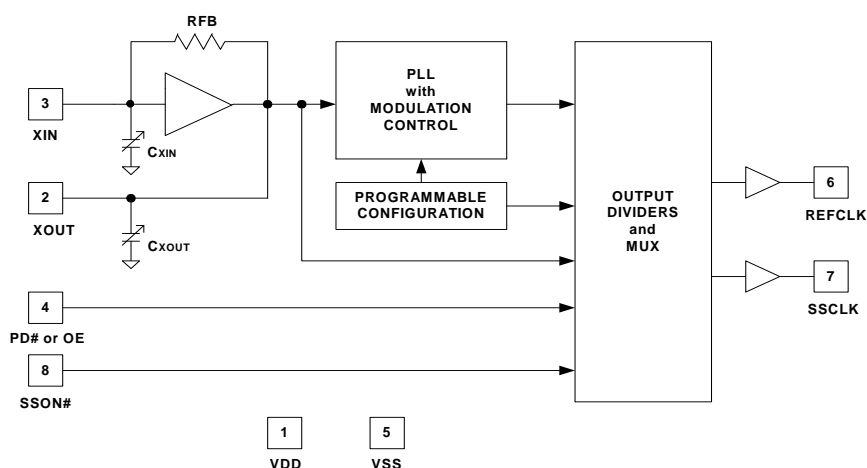 RFB
3
XIN
CXIN
2
XOUT
CXOUT
PLL
with
MODULATION
CONTROL
PROGRAMMABLE
CONFIGURATION
OUTPUT
DIVIDERS
and
MUX
6
REFCLK
7
SSCLK
4
PD# or OE
8
SSON#
1
VDD
5
VSS